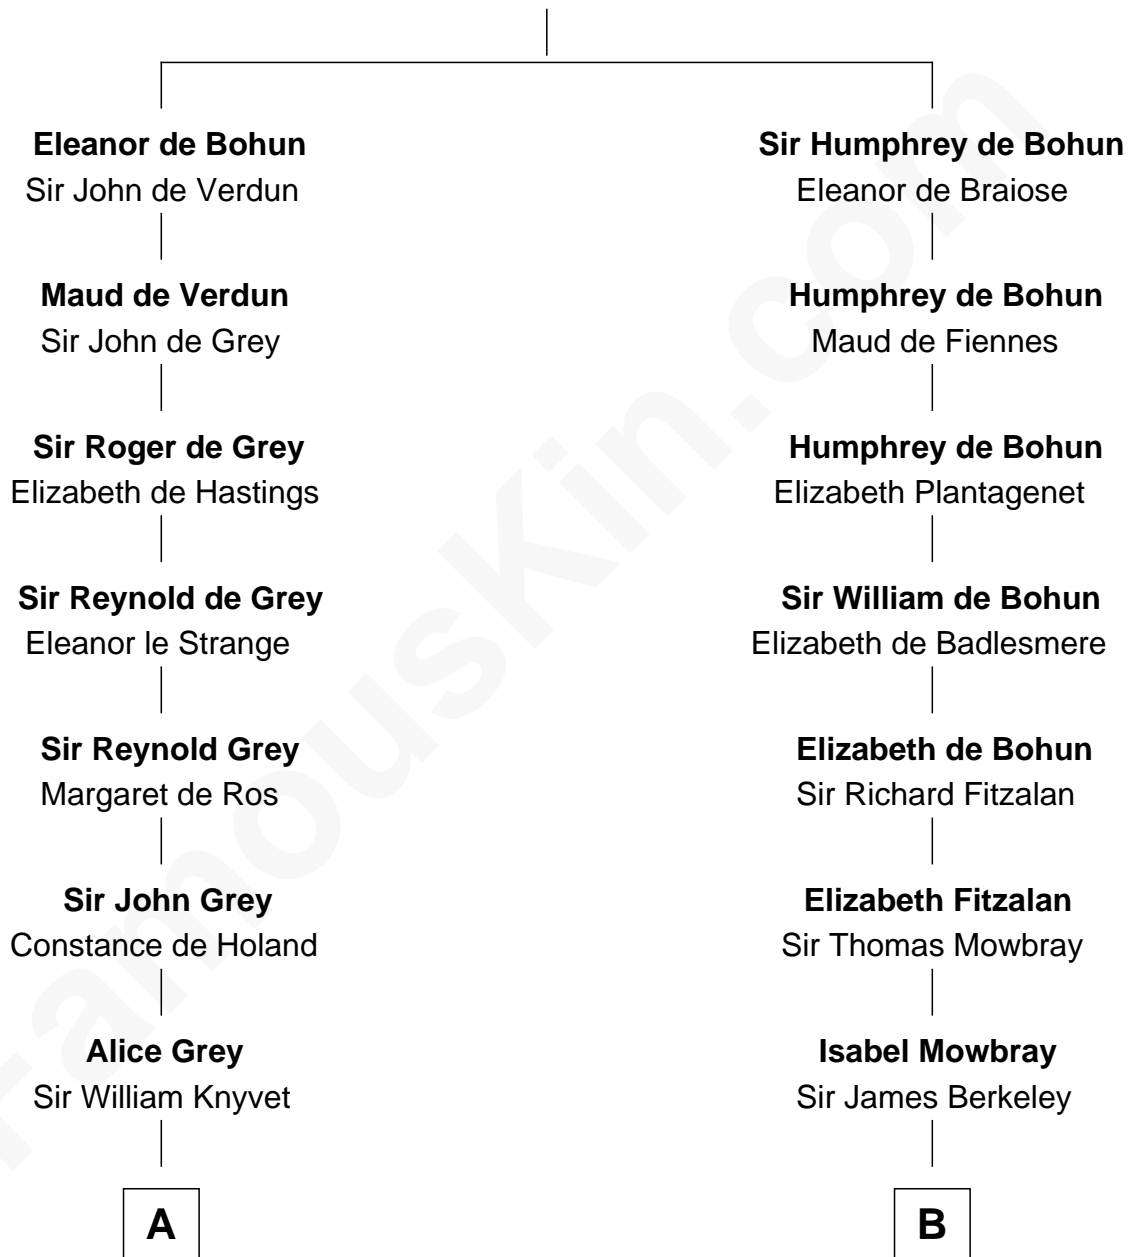 Eleanor de Bohun
Sir John de Verdun
Maud de Verdun
Sir John de Grey
Sir Roger de Grey
Elizabeth de Hastings
Sir Reynold de Grey
Eleanor le Strange
Sir Reynold Grey
Margaret de Ros
Sir John Grey
Constance de Holand
Alice Grey
Sir William Knyvet
A
Sir Humphrey de Bohun
Eleanor de Braiose
Humphrey de Bohun
Maud de Fiennes
Humphrey de Bohun
Elizabeth Plantagenet
Sir William de Bohun
Elizabeth de Badlesmere
Elizabeth de Bohun
Sir Richard Fitzalan
Elizabeth Fitzalan
Sir Thomas Mowbray
Isabel Mowbray
Sir James Berkeley
B
FamousKin.com